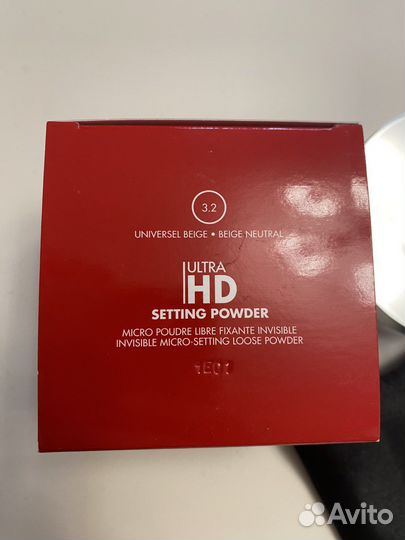 3.2
UNIVERSEL BEIGE • BEIGE NEUTRAL
ULTRA
HD
SETTING POWDER
MICRO POUDRE LIBRE FIXANTE INVISIBLE
INVISIBLE MICRO-SETTING LOOSE POWDER
Avito